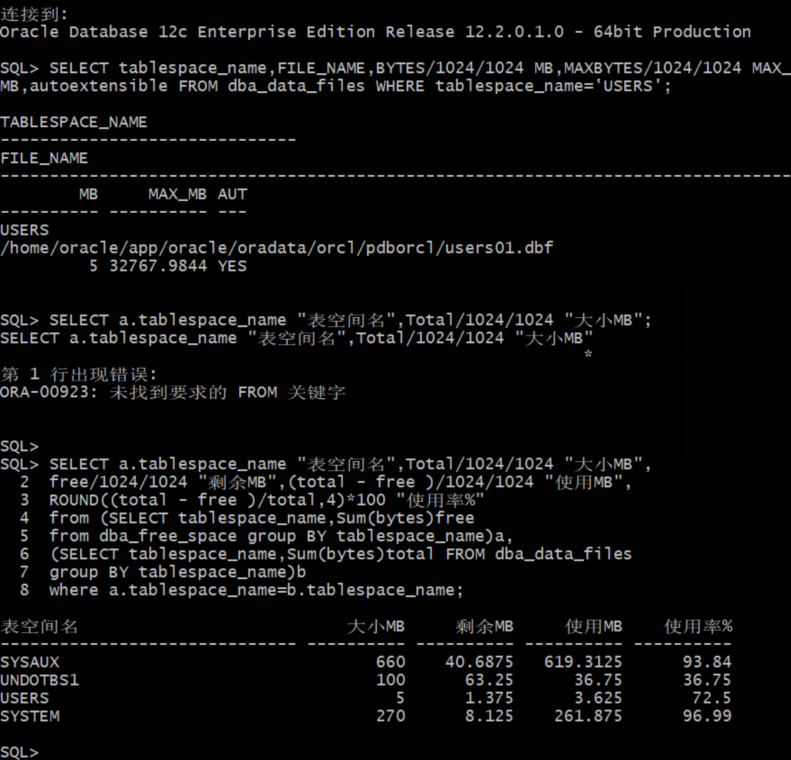 连接到:
Oracle Database 12c Enterprise Edition Release 12.2.0.1.0 - 64bit Production
SQL> SELECT tablespace_name,FILE_NAME,BYTES/1024/1024 MB,MAXBYTES/1024/1024 MAX_
MB,autoextensible FROM dba_data_files WHERE tablespace_name='USERS';
TABLESPACE_NAME
------------------------------
FILE_NAME
--------------------------------------------------------------------------------
        MB     MAX_MB AUT
---------- ---------- ---
USERS
/home/oracle/app/oracle/oradata/orcl/pdborcl/users01.dbf
         5 32767.9844 YES
SQL> SELECT a.tablespace_name "表空间名",Total/1024/1024 "大小MB";
SELECT a.tablespace_name "表空间名",Total/1024/1024 "大小MB"
                                                           *
第 1 行出现错误:
ORA-00923: 未找到要求的 FROM 关键字
SQL>
SQL> SELECT a.tablespace_name "表空间名",Total/1024/1024 "大小MB",
  2  free/1024/1024 "剩余MB",(total - free )/1024/1024 "使用MB",
  3  ROUND((total - free )/total,4)*100 "使用率%"
  4  from (SELECT tablespace_name,Sum(bytes)free
  5  from dba_free_space group BY tablespace_name)a,
  6  (SELECT tablespace_name,Sum(bytes)total FROM dba_data_files
  7  group BY tablespace_name)b
  8  where a.tablespace_name=b.tablespace_name;
表空间名                           大小MB     剩余MB     使用MB    使用率%
------------------------------ ---------- ---------- ---------- ----------
SYSAUX                                660    40.6875   619.3125      93.84
UNDOTBS1                              100      63.25      36.75      36.75
USERS                                   5      1.375      3.625       72.5
SYSTEM                                270      8.125    261.875      96.99
SQL>